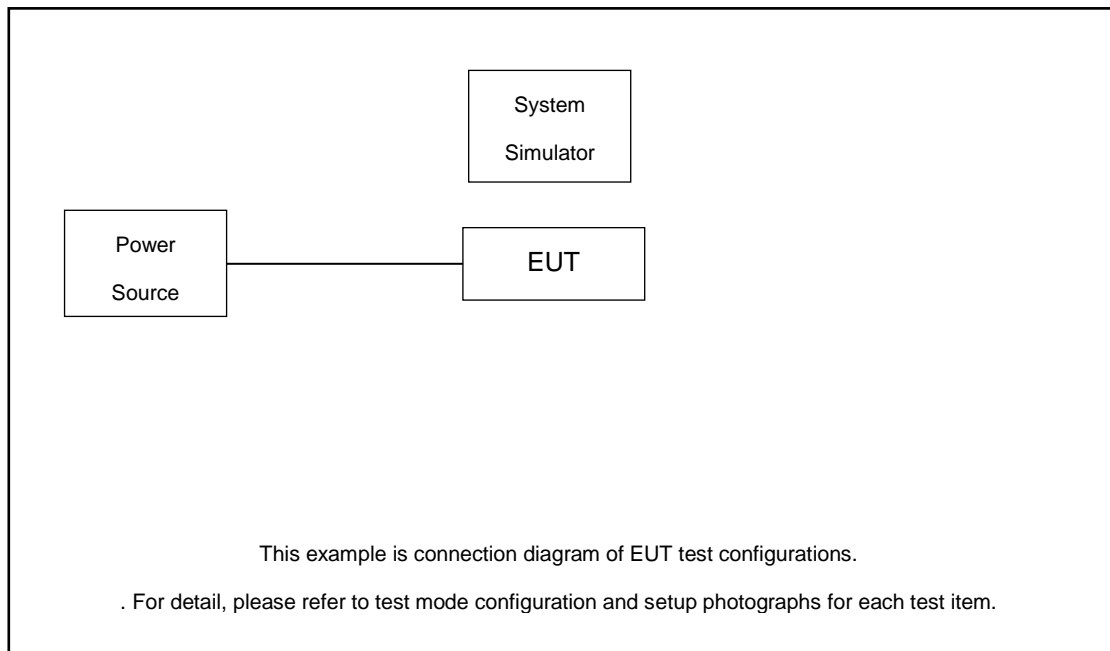 System
Simulator
Power
Source
EUT
This example is connection diagram of EUT test configurations.
. For detail, please refer to test mode configuration and setup photographs for each test item.